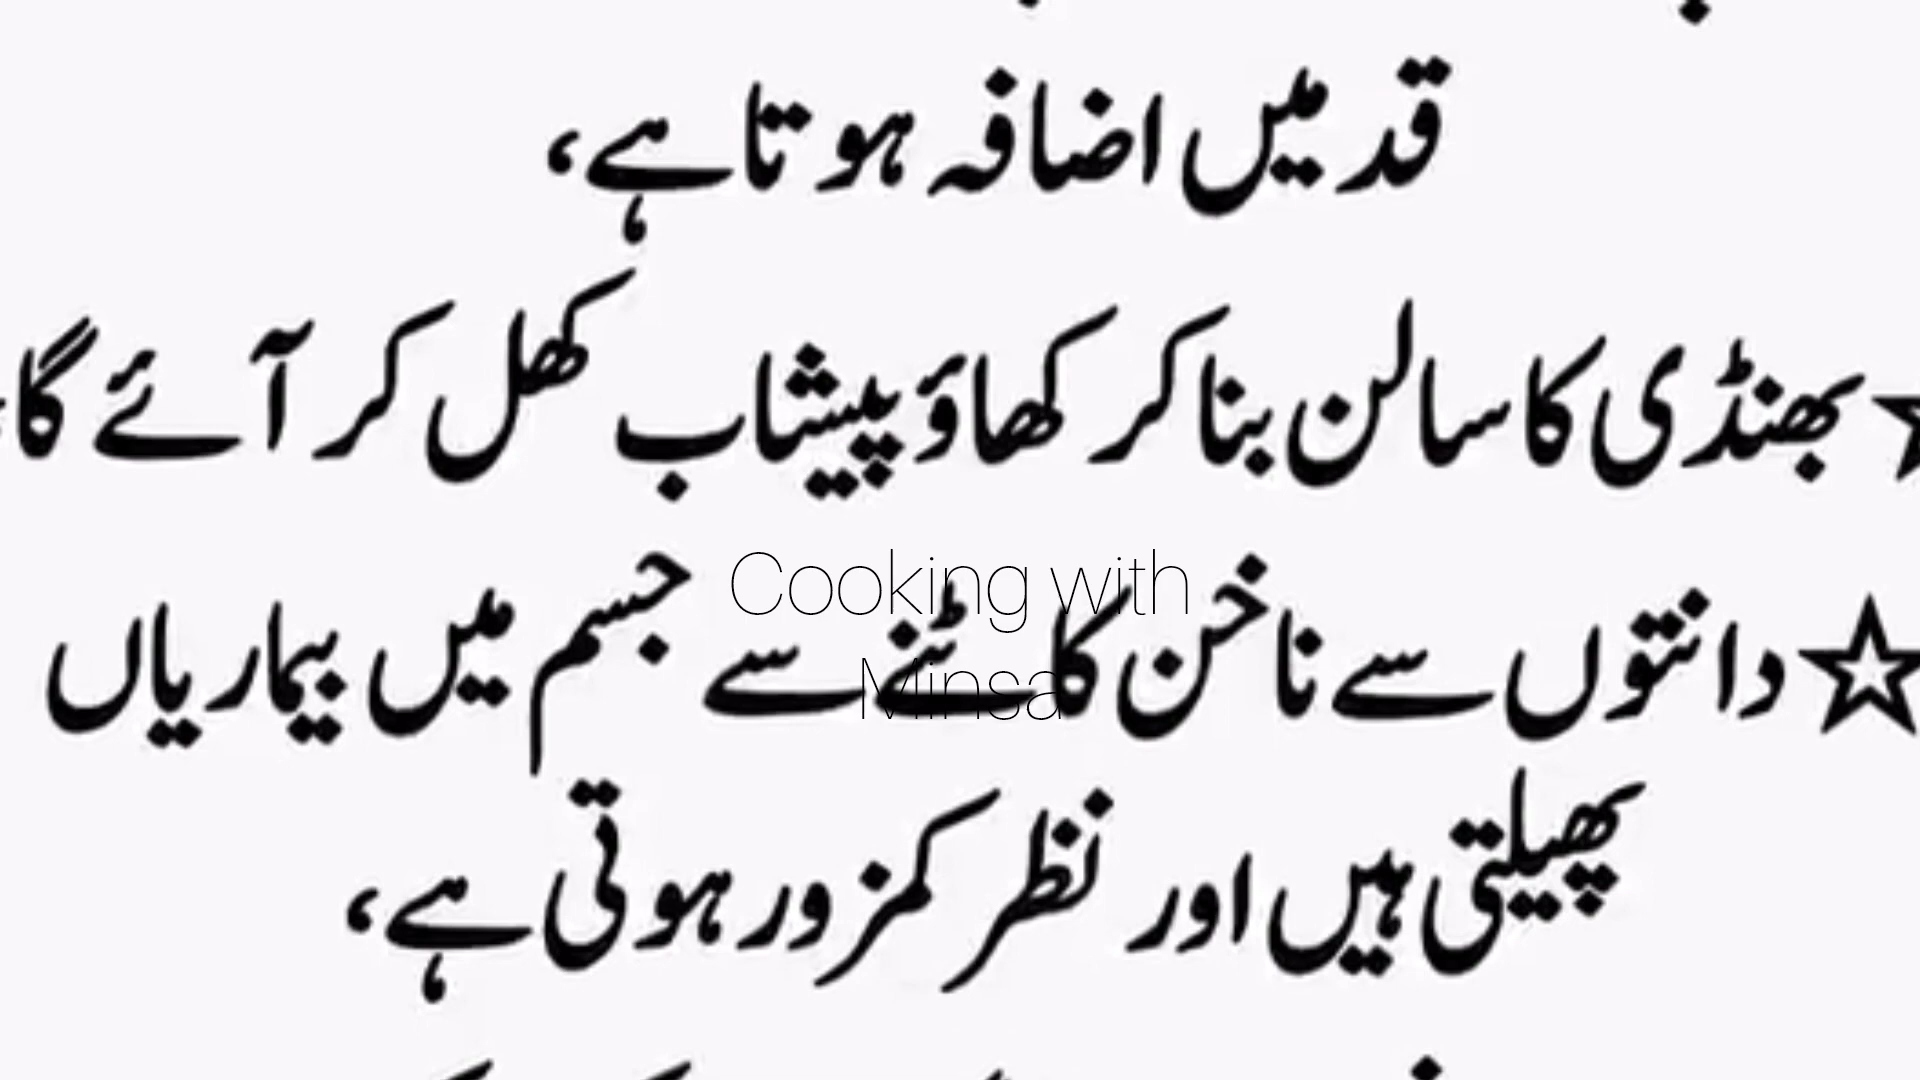 قد میں اضافہ ہوتا ہے،
☆ بھنڈی کا سالن بنا کر کھاؤ پیشاب کھل کر آئے گا،
☆ دانتوں سے ناخن کاٹنے سے جسم میں بیماریاں
پھیلتی ہیں اور نظر کمزور ہوتی ہے،
Cooking with
Minsa